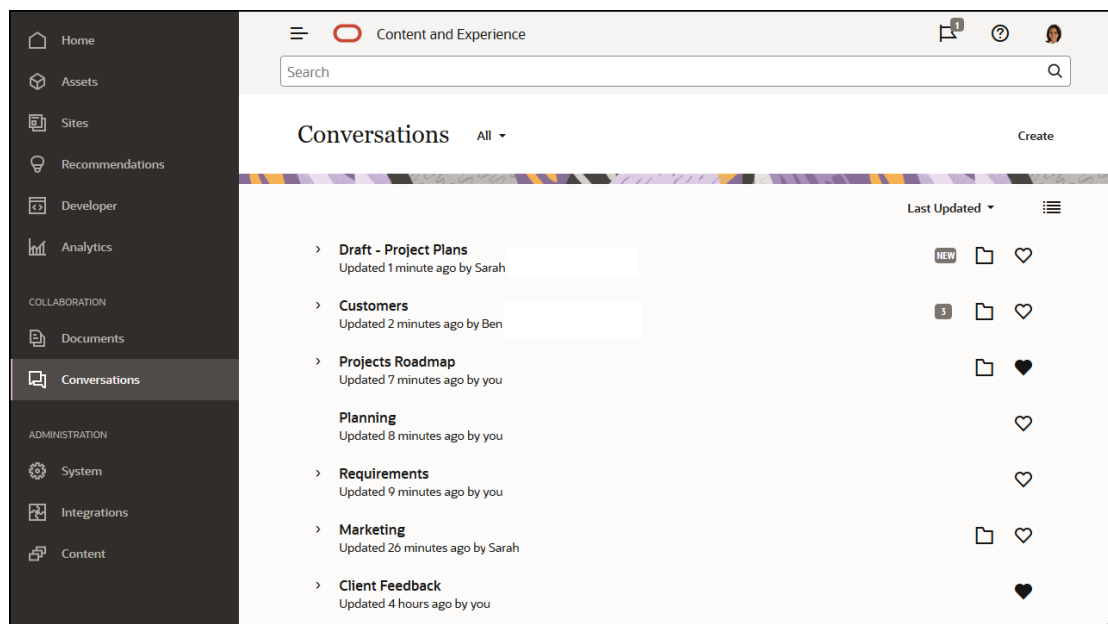 Home
Assets
Sites
Recommendations
Developer
Analytics
COLLABORATION
Documents
Conversations
ADMINISTRATION
System
Integrations
Content
Content and Experience
1
Search
Conversations All
Create
Last Updated
Draft - Project Plans
Updated 1 minute ago by Sarah
NEW
Customers
Updated 2 minutes ago by Ben
3
Projects Roadmap
Updated 7 minutes ago by you
Planning
Updated 8 minutes ago by you
Requirements
Updated 9 minutes ago by you
Marketing
Updated 26 minutes ago by Sarah
Client Feedback
Updated 4 hours ago by you